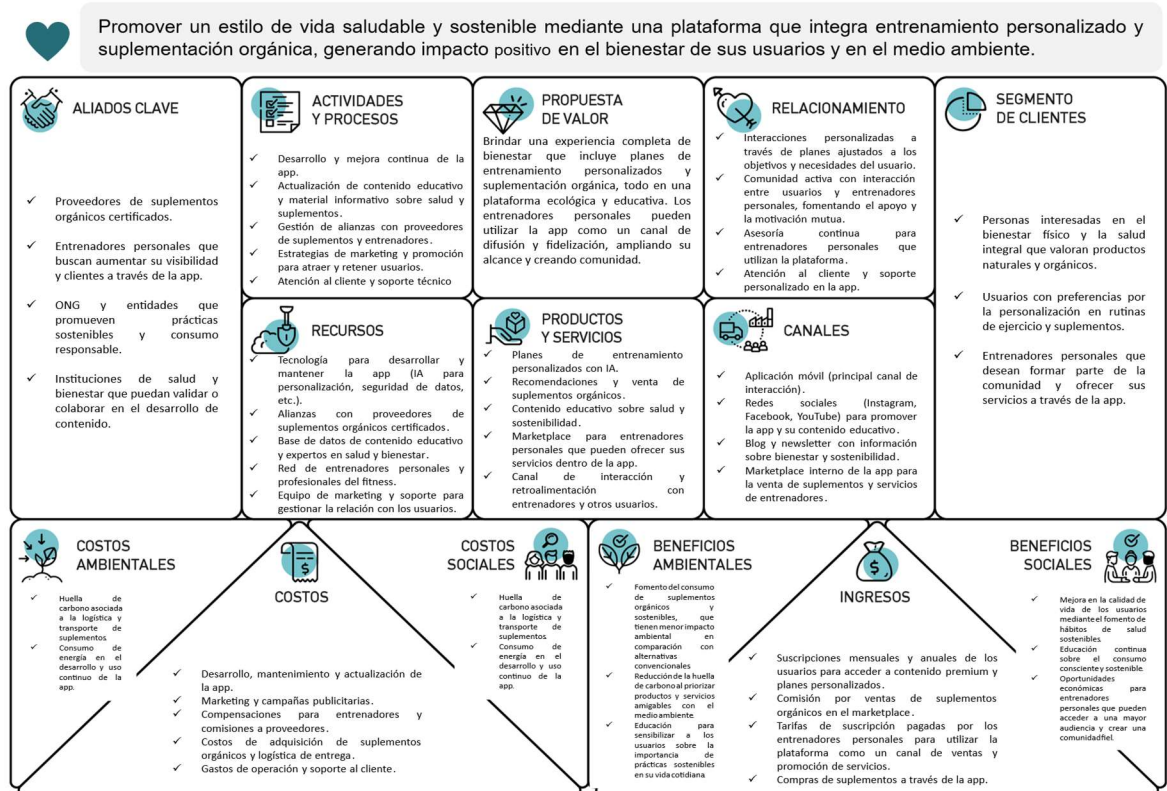 Promover un estilo de vida saludable y sostenible mediante una plataforma que integra entrenamiento personalizado y
suplementación orgánica, generando impacto positivo en el bienestar de sus usuarios y en el medio ambiente.
ALIADOS CLAVE
✓ Proveedores de suplementos
orgánicos certificados.
✓ Entrenadores personales que
buscan aumentar su visibilidad
y clientes a través de la app.
✓ ONG y entidades que
promueven prácticas
sostenibles y consumo
responsable.
✓ Instituciones de salud y
bienestar que puedan validar o
colaborar en el desarrollo de
contenido.
ACTIVIDADES
Y PROCESOS
✓ Desarrollo y mejora continua de la
app.
✓ Actualización de contenido educativo
y material informativo sobre salud y
suplementos.
✓ Gestión de alianzas con proveedores
de suplementos y entrenadores.
✓ Estrategias de marketing y promoción
para atraer y retener usuarios.
✓ Atención al cliente y soporte técnico
RECURSOS
✓ Tecnología para desarrollar y
mantener la app (IA para
personalización, seguridad de datos,
etc.).
✓ Alianzas con proveedores de
suplementos orgánicos certificados.
✓ Base de datos de contenido educativo
y expertos en salud y bienestar.
✓ Red de entrenadores personales y
profesionales del fitness.
✓ Equipo de marketing y soporte para
gestionar la relación con los usuarios.
PROPUESTA
DE VALOR
Brindar una experiencia completa de
bienestar que incluye planes de
entrenamiento personalizados y
suplementación orgánica, todo en una
plataforma ecológica y educativa. Los
entrenadores personales pueden
utilizar la app como un canal de
difusión y fidelización, ampliando su
alcance y creando comunidad.
PRODUCTOS
Y SERVICIOS
✓ Planes de entrenamiento
personalizados con IA.
✓ Recomendaciones y venta de
suplementos orgánicos.
✓ Contenido educativo sobre salud y
sostenibilidad.
✓ Marketplace para entrenadores
personales que pueden ofrecer sus
servicios dentro de la app.
✓ Canal de interacción y
retroalimentación con
entrenadores y otros usuarios.
RELACIONAMIENTO
✓ Interacciones personalizadas a
través de planes ajustados a los
objetivos y necesidades del usuario.
✓ Comunidad activa con interacción
entre usuarios y entrenadores
personales, fomentando el apoyo y
la motivación mutua.
✓ Asesoría continua para
entrenadores personales que
utilizan la plataforma.
✓ Atención al cliente y soporte
personalizado en la app.
CANALES
✓ Aplicación móvil (principal canal de
interacción).
✓ Redes sociales (Instagram,
Facebook, YouTube) para promover
la app y su contenido educativo.
✓ Blog y newsletter con información
sobre bienestar y sostenibilidad.
✓ Marketplace interno de la app para
la venta de suplementos y servicios
de entrenadores.
SEGMENTO
DE CLIENTES
✓ Personas interesadas en el
bienestar físico y la salud
integral que valoran productos
naturales y orgánicos.
✓ Usuarios con preferencias por
la personalización en rutinas
de ejercicio y suplementos.
✓ Entrenadores personales que
desean formar parte de la
comunidad y ofrecer sus
servicios a través de la app.
COSTOS
AMBIENTALES
✓ Huella de
carbono asociada
a la logística y
transporte de
suplementos.
✓ Consumo de
energía en el
desarrollo y uso
continuo de la
app.
COSTOS
✓ Desarrollo, mantenimiento y actualización de
la app.
✓ Marketing y campañas publicitarias.
✓ Compensaciones para entrenadores y
comisiones a proveedores.
✓ Costos de adquisición de suplementos
orgánicos y logística de entrega.
✓ Gastos de operación y soporte al cliente.
COSTOS
SOCIALES
✓ Huella de
carbono asociada
a la logística y
transporte de
suplementos.
✓ Consumo de
energía en el
desarrollo y uso
continuo de la
app.
BENEFICIOS
AMBIENTALES
✓ Fomento del consumo
de suplementos
orgánicos y
sostenibles, que
tienen menor impacto
ambiental en
comparación con
alternativas
convencionales
✓ Reducción de la huella
de carbono al priorizar
productos y servicios
amigables con el
medio ambiente
✓ Educación para
sensibilizar a los
usuarios sobre la
importancia de
prácticas sostenibles
en su vida cotidiana.
INGRESOS
✓ Suscripciones mensuales y anuales de los
usuarios para acceder a contenido premium y
planes personalizados.
✓ Comisión por ventas de suplementos
orgánicos en el marketplace.
✓ Tarifas de suscripción pagadas por los
entrenadores personales para utilizar la
plataforma como un canal de ventas y
promoción de servicios.
✓ Compras de suplementos a través de la app.
BENEFICIOS
SOCIALES
✓ Mejora en la calidad de
vida de los usuarios
mediante el fomento de
hábitos de salud
sostenibles.
✓ Educación continua
sobre el consumo
consciente y sostenible.
✓ Oportunidades
económicas para
entrenadores
personales que pueden
acceder a una mayor
audiencia y crear una
comunidad fiel.